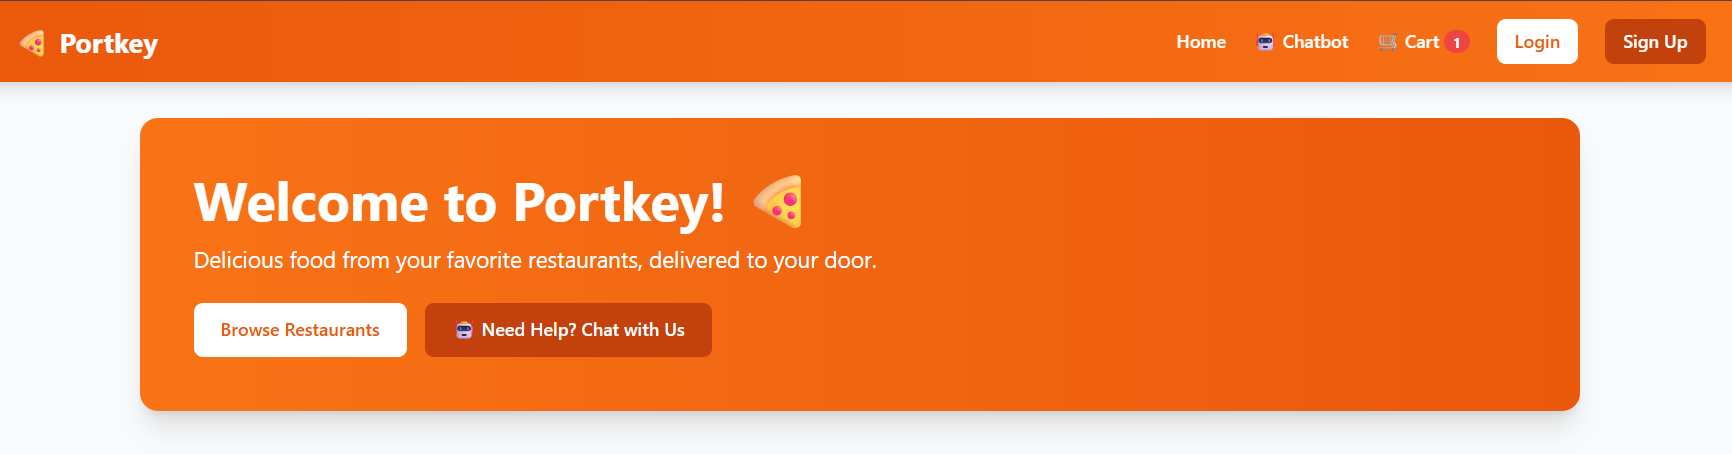 🍕 Portkey
Home
🤖 Chatbot
🛒 Cart 1
Login
Sign Up
Welcome to Portkey! 🍕
Delicious food from your favorite restaurants, delivered to your door.
Browse Restaurants
🤖 Need Help? Chat with Us